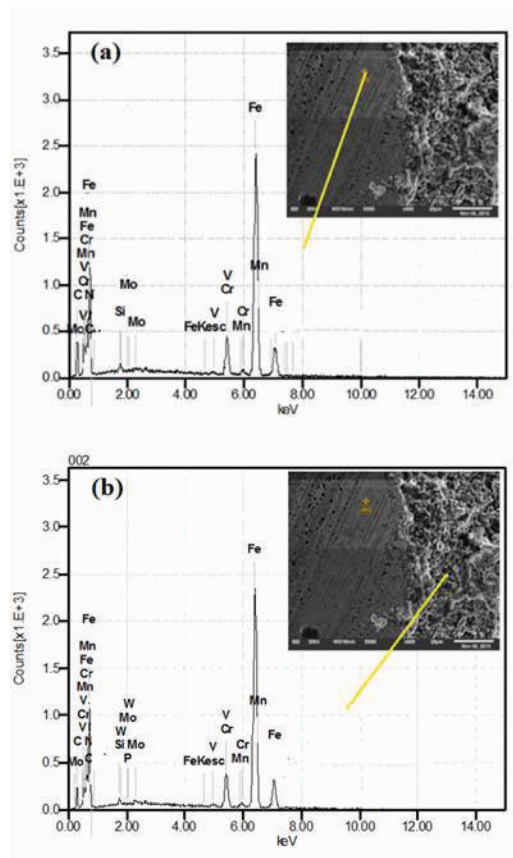 (a)
Counts[x1.E+3]
3.5
3.0
2.5
2.0
1.5
1.0
0.5
0.0
Fe
Fe
Mn
Fe
Cr
Mn
V
Cr
C N
V
Mo C
Mo
Si
Mo
V
FeKesc
V
Cr
Cr
Mn
Mn
Fe
0.00 2.00 4.00 6.00 8.00 10.00 12.00 14.00
keV
002
(b)
Counts[x1.E+3]
3.5
3.0
2.5
2.0
1.5
1.0
0.5
0.0
Fe
Fe
Mn
Fe
Cr
Mn
V
Cr
V
C N
Mo C
W
Mo
W
Si Mo
P
V
FeKesc
V
Cr
Cr
Mn
Mn
Fe
0.00 2.00 4.00 6.00 8.00 10.00 12.00 14.00
keV